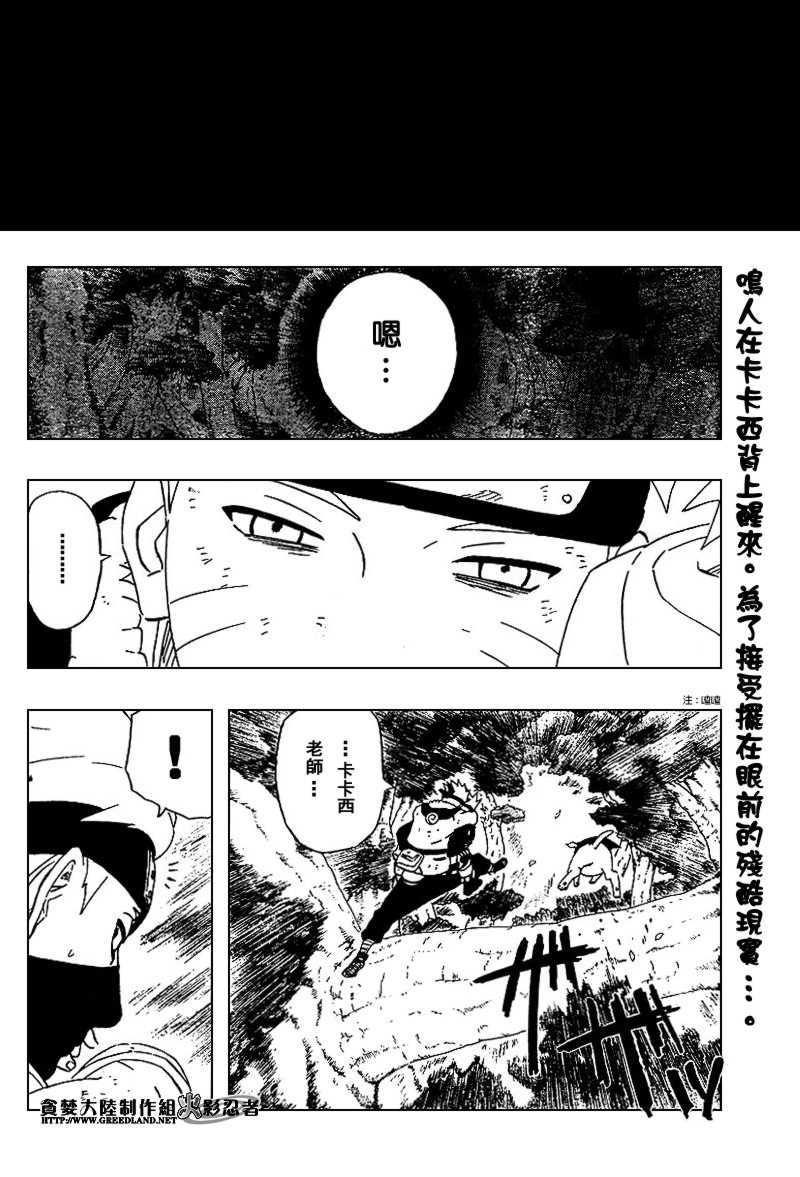 鳴人在卡卡西背上醒來。為了接受擺在眼前的殘酷現實…。
嗯…
………
注：噠噠
…卡卡西
老師…
！
貪婪大陸制作組 火影忍者
HTTP://WWW.GREEDLAND.NET